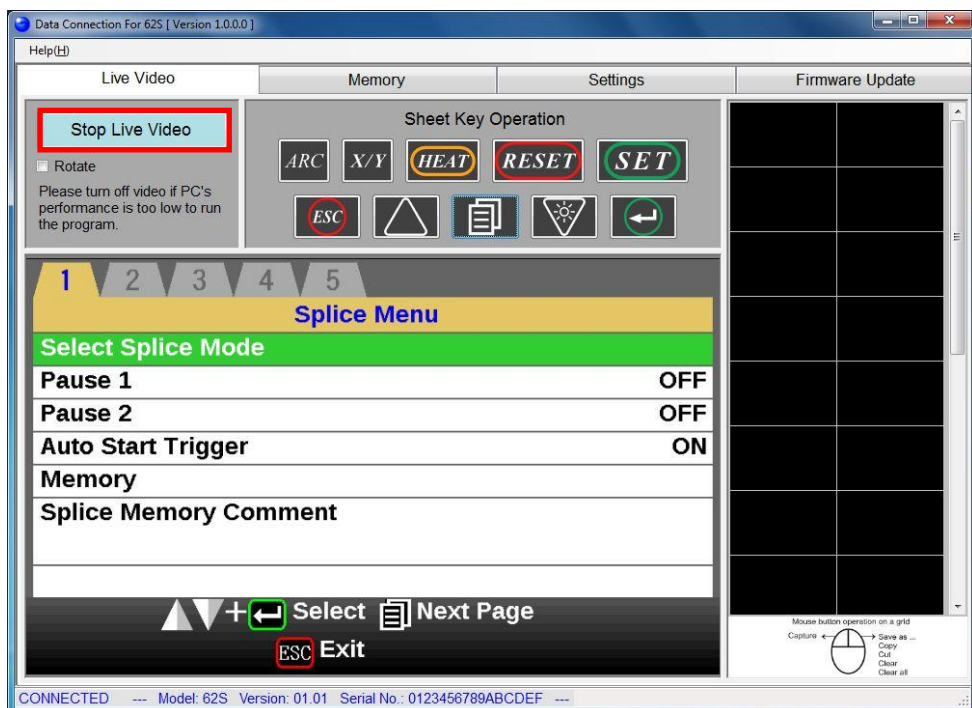 Data Connection For 62S [ Version 1.0.0.0 ]
Help(H)
Live Video
Memory
Settings
Firmware Update
Stop Live Video
Rotate
Please turn off video if PC's
performance is too low to run
the program.
Sheet Key Operation
ARC X/Y HEAT RESET SET
ESC
1 2 3 4 5
Splice Menu
Select Splice Mode
Pause 1 OFF
Pause 2 OFF
Auto Start Trigger ON
Memory
Splice Memory Comment
+ Select Next Page
ESC Exit
Mouse button operation on a grid
Capture
Save as ...
Copy
Cut
Clear
Clear all
CONNECTED --- Model: 62S Version: 01.01 Serial No.: 0123456789ABCDEF ---